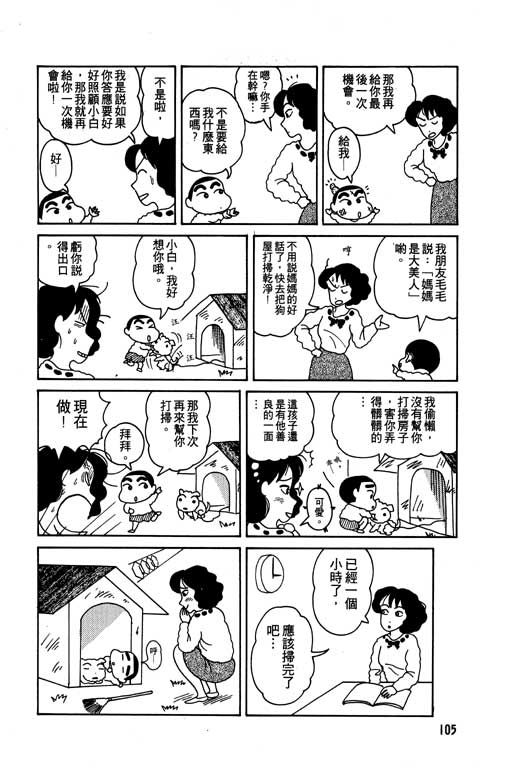 那我再
給你最
後一次
機會。
給我—
嗯？你手
在幹嘛…
不是要給
我什麼東
西嗎？
不是啦，
我是說如果
你答應要好
好照顧小白
，那我就再
給你一次機
會啦！
好—
我朋友毛毛
說：「媽媽
是大美人」
喲。
哼
不用說媽媽的好
話了，快去把狗
屋打掃乾淨！
小白，我好
想你哦。
汪
汪
汪
虧你說
得出口
。
我偷懶，
沒有幫你
打掃房子
，害你弄
得髒髒的
…
可愛。
這孩子還
是有他善
良的一面
…
那我下次
再來幫你
打掃。
拜拜。
現在
做！
已經一個
小時了，
應該掃完了
吧…
呼—
105